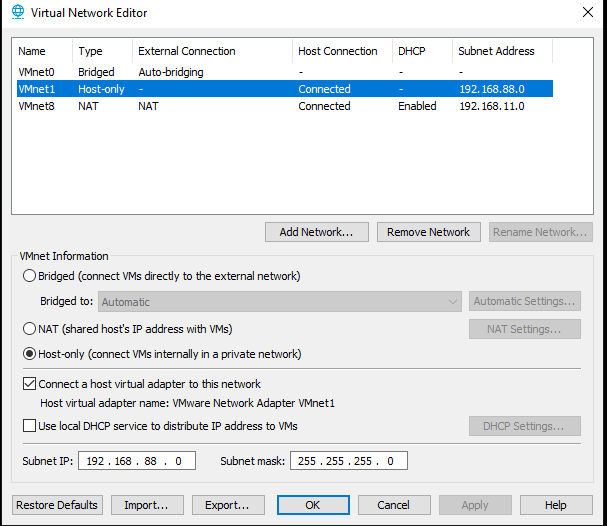 Virtual Network Editor
Name Type External Connection Host Connection DHCP Subnet Address
VMnet0 Bridged Auto-bridging - - -
VMnet1 Host-only - Connected - 192.168.88.0
VMnet8 NAT NAT Connected Enabled 192.168.11.0
Add Network... Remove Network Rename Network...
VMnet Information
Bridged (connect VMs directly to the external network)
Bridged to: Automatic Automatic Settings...
NAT (shared host's IP address with VMs) NAT Settings...
Host-only (connect VMs internally in a private network)
Connect a host virtual adapter to this network
Host virtual adapter name: VMware Network Adapter VMnet1
Use local DHCP service to distribute IP address to VMs DHCP Settings...
Subnet IP: 192 . 168 . 88 . 0 Subnet mask: 255 . 255 . 255 . 0
Restore Defaults Import... Export... OK Cancel Apply Help